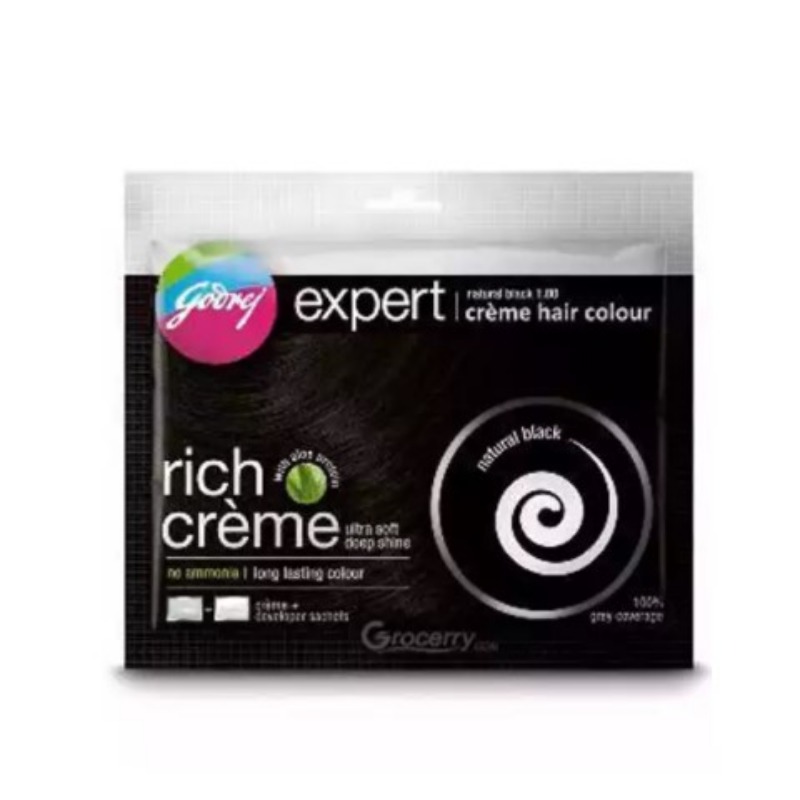 Godrej
expert
natural black 1.00
crème hair colour
natural black
rich
crème
with aloe protein
ultra soft
deep shine
no ammonia | long lasting colour
crème +
developer sachets
100%
grey coverage
Grocerry.com